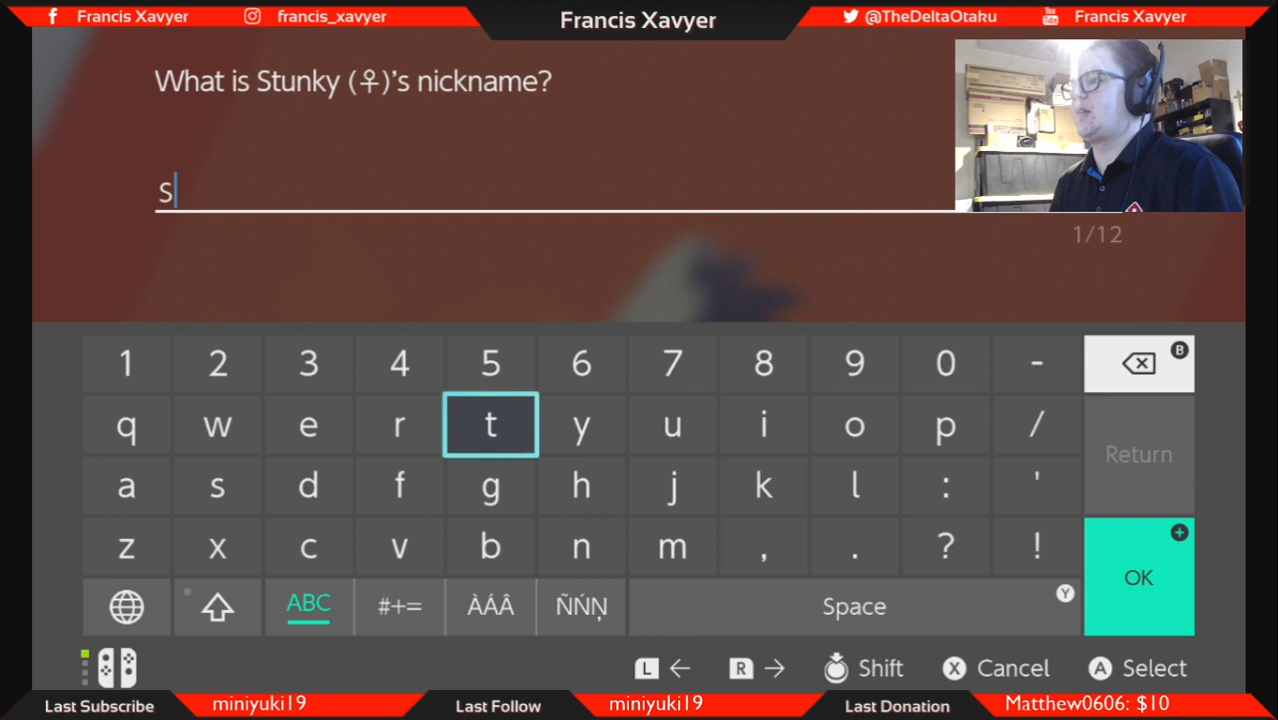 Francis Xavyer francis_xavyer Francis Xavyer @TheDeltaOtaku You Tube Francis Xavyer
What is Stunky (♀)'s nickname?
S
1/12
1 2 3 4 5 6 7 8 9 0 - B
q w e r t y u i o p /
Return
a s d f g h j k l : '
z x c v b n m , . ? ! +
OK
ABC #+= ÀÁÂ ÑŃŅ Space Y
L ← R → Shift X Cancel A Select
Last Subscribe miniyuki19 Last Follow miniyuki19 Last Donation Matthew0606: $10